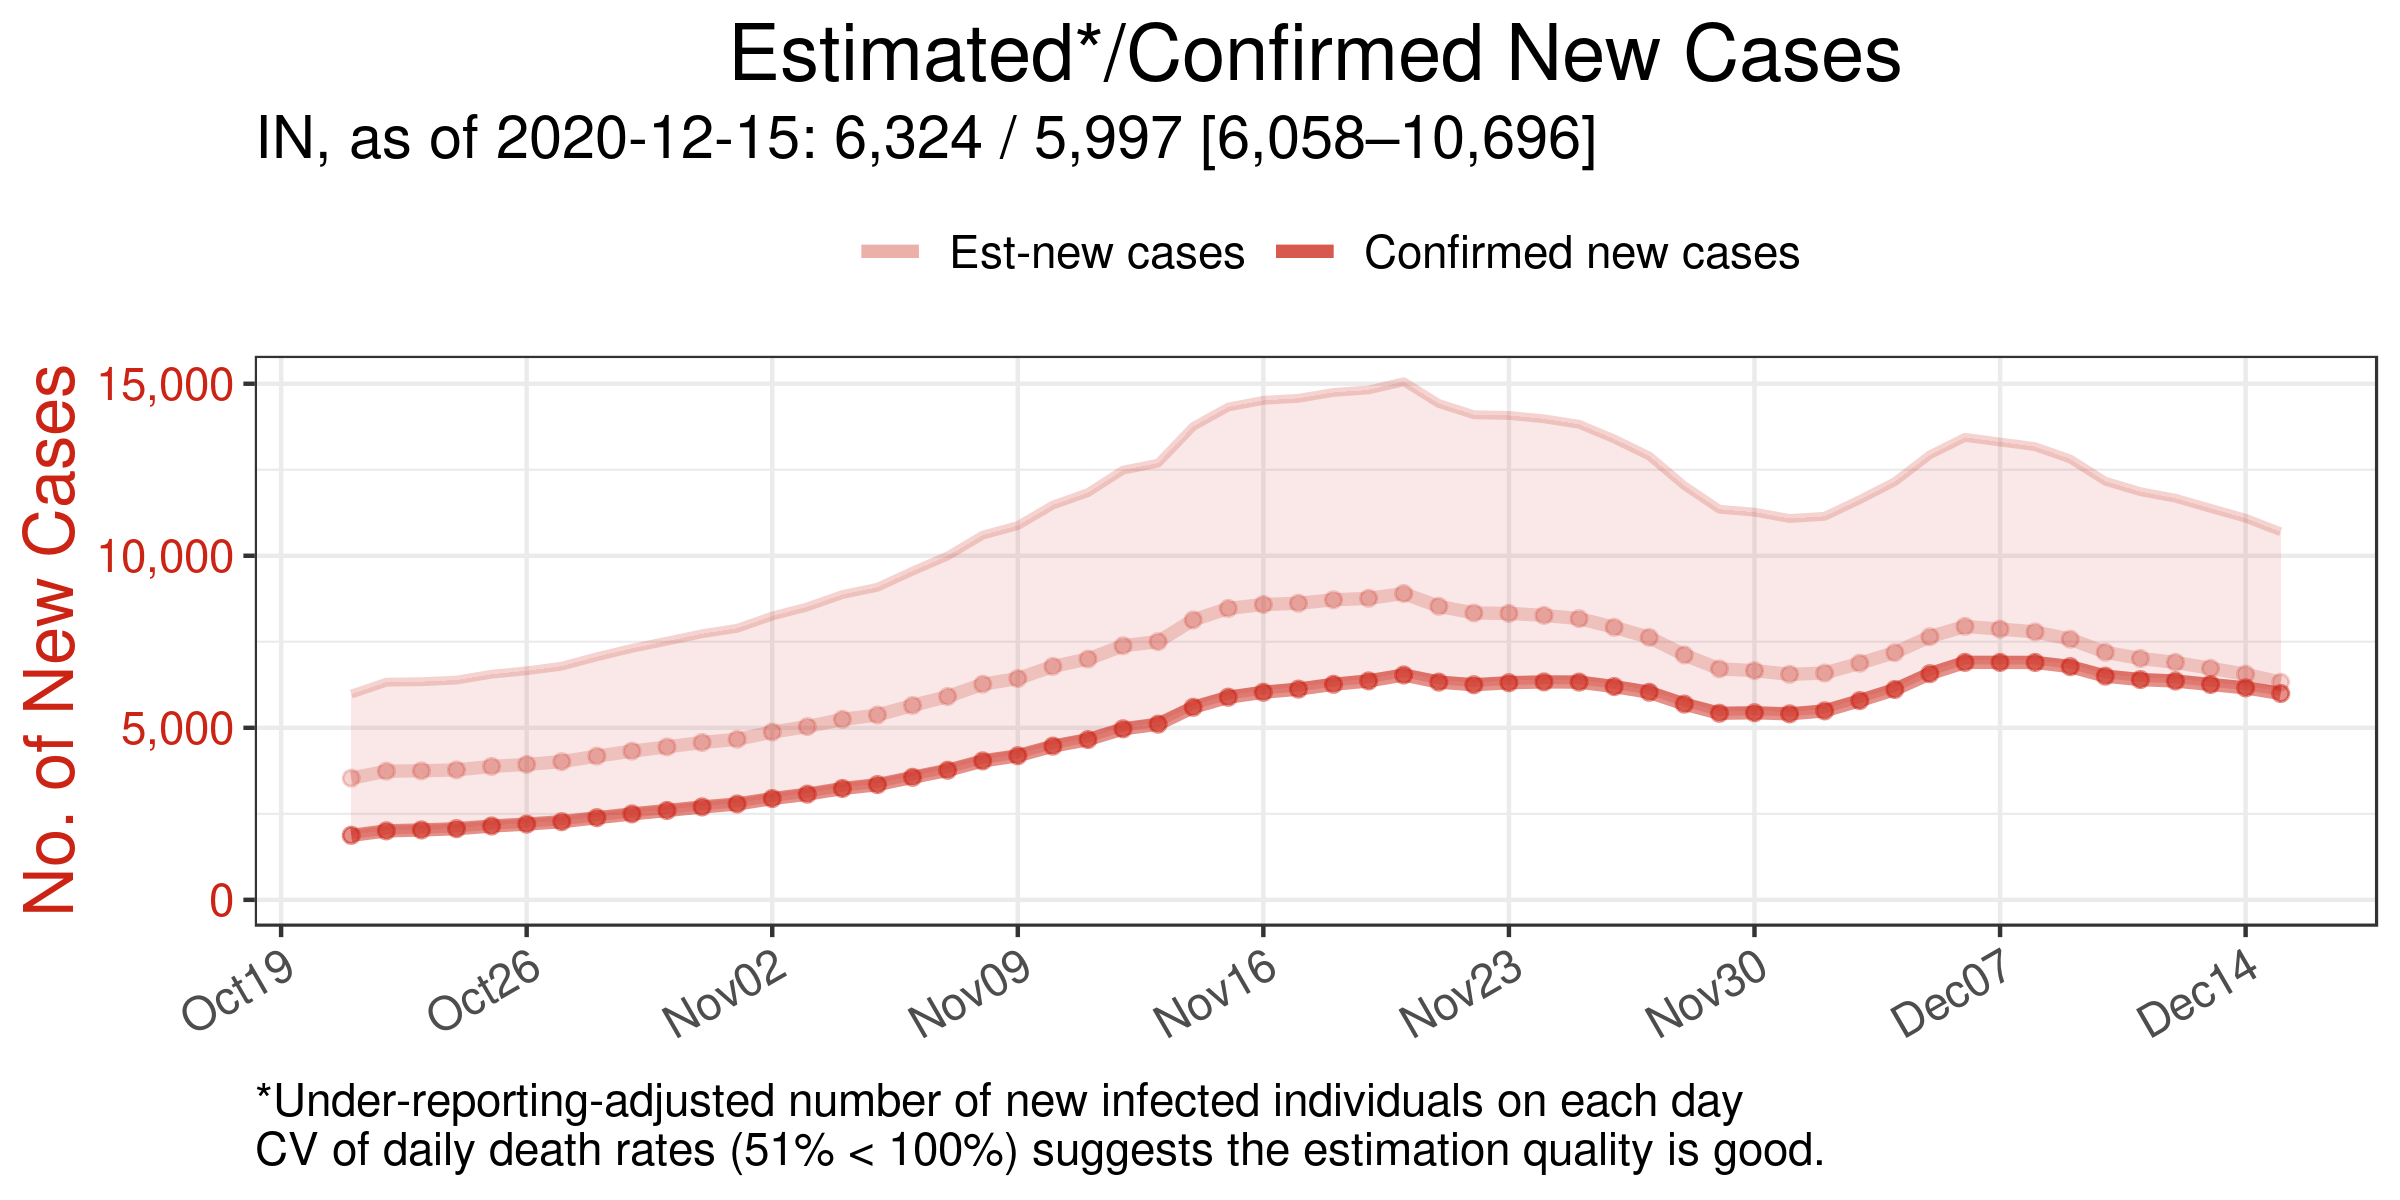 Estimated*/Confirmed New Cases
IN, as of 2020-12-15: 6,324 / 5,997 [6,058–10,696]
Est-new cases
Confirmed new cases
No. of New Cases
15,000
10,000
5,000
0
Oct19
Oct26
Nov02
Nov09
Nov16
Nov23
Nov30
Dec07
Dec14
*Under-reporting-adjusted number of new infected individuals on each day
CV of daily death rates (51% < 100%) suggests the estimation quality is good.